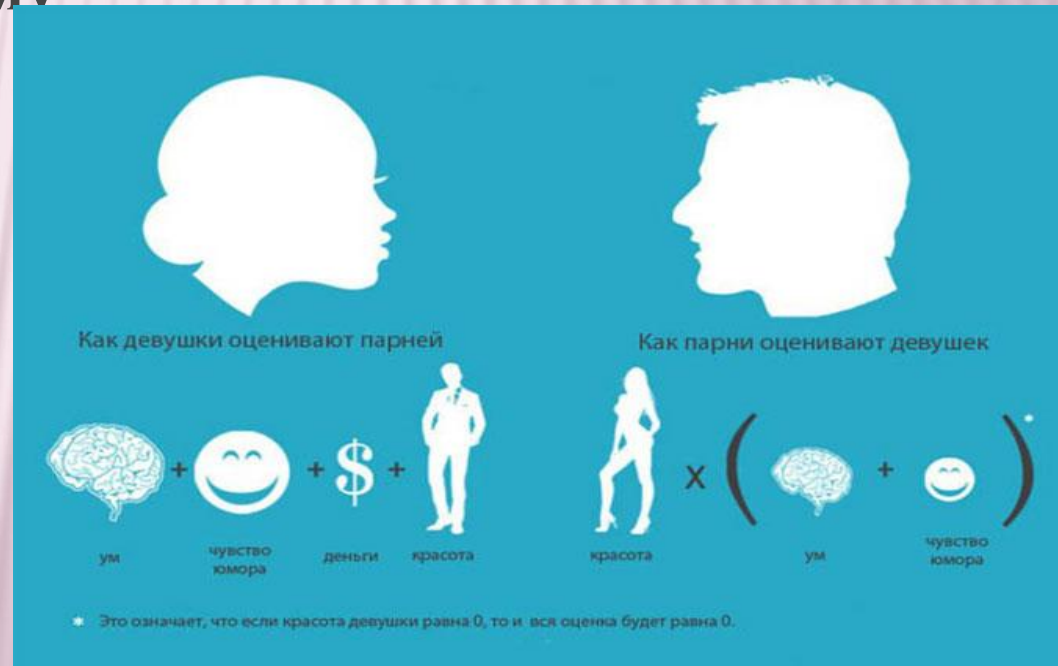 Как девушки оценивают парней
Как парни оценивают девушек
+ + $ +
x ( + ) *
ум
чувство
юмора
деньги
красота
красота
ум
чувство
юмора
* Это означает, что если красота девушки равна 0, то и вся оценка будет равна 0.